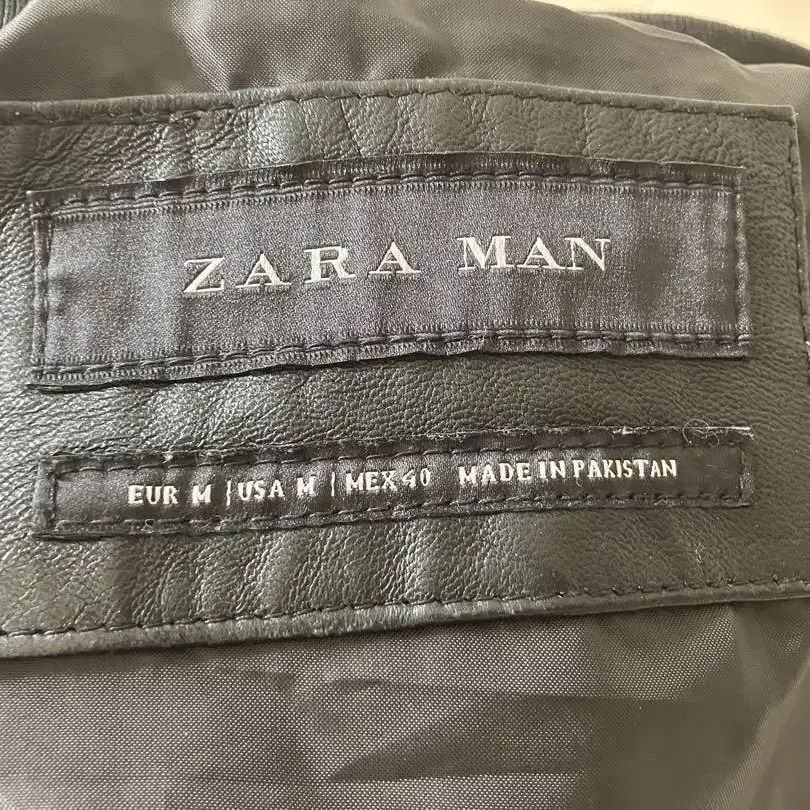 ZARA MAN
EUR M | USA M | MEX 40 MADE IN PAKISTAN